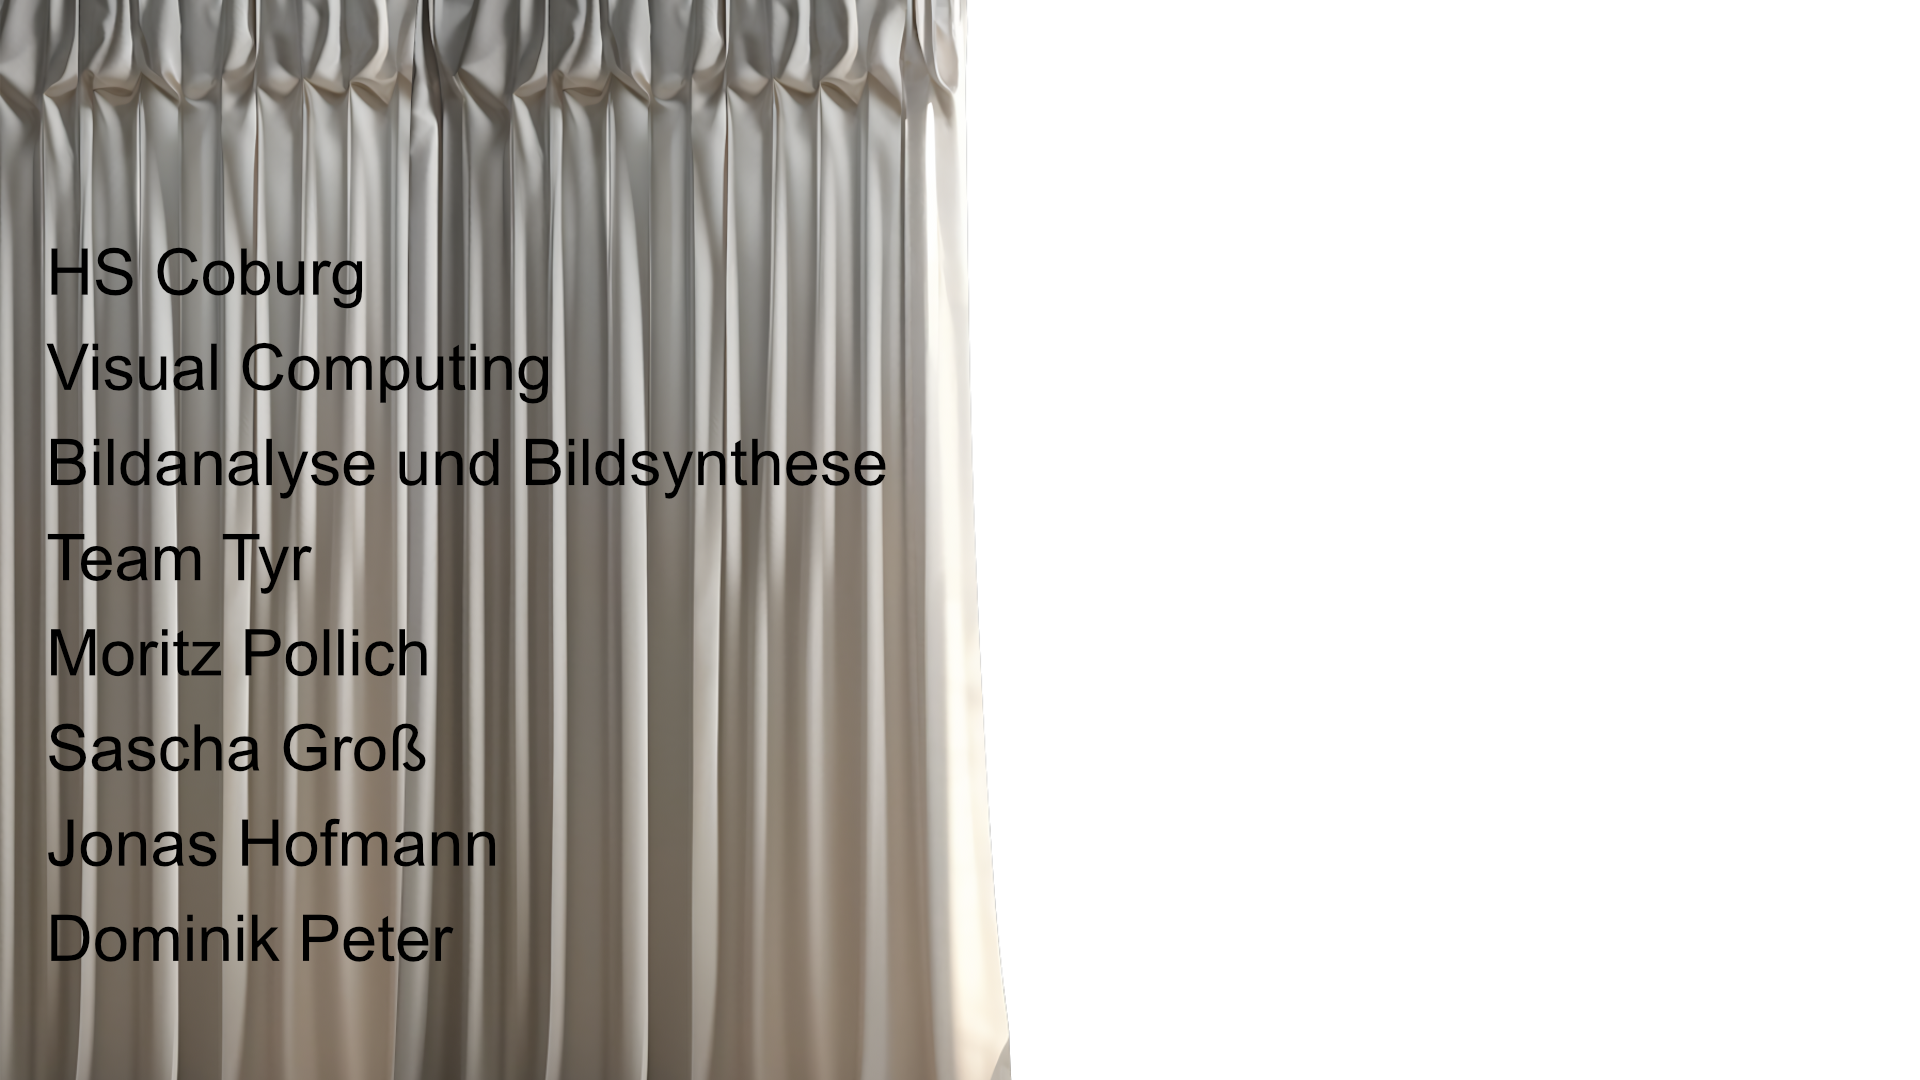 HS Coburg
Visual Computing
Bildanalyse und Bildsynthese
Team Tyr
Moritz Pollich
Sascha Groß
Jonas Hofmann
Dominik Peter